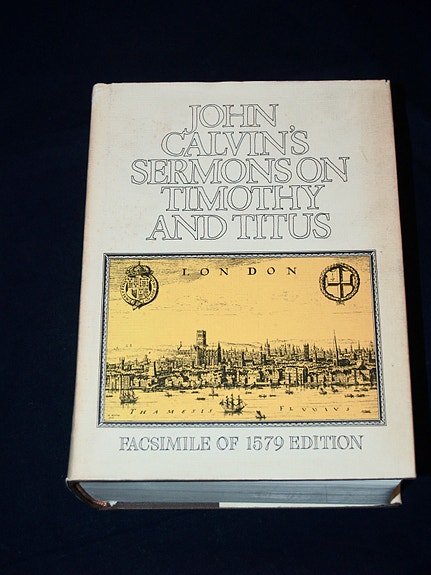 JOHN
CALVIN'S
SERMONS ON
TIMOTHY
AND TITUS
LONDON
THAMESIS FLUVIUS
FACSIMILE OF 1579 EDITION